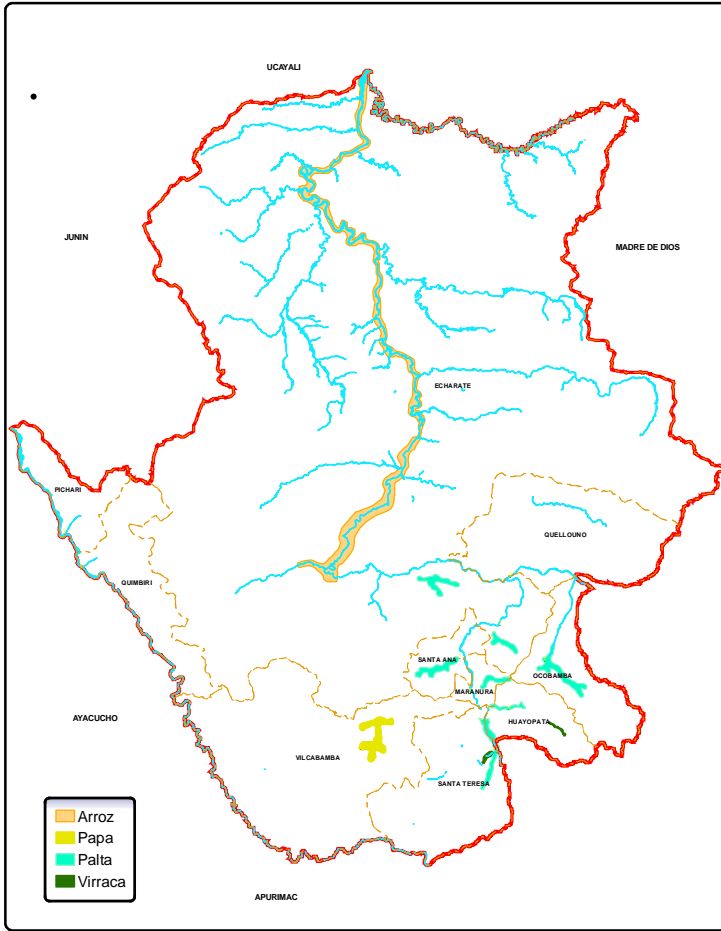 UCAYALI
JUNIN
MADRE DE DIOS
ECHARATE
PICHARI
QUELLOUNO
QUIMBIRI
SANTA ANA
OCOBAMBA
MARANURA
AYACUCHO
HUAYOPATA
VILCABAMBA
SANTA TERESA
Arroz
Papa
Palta
Virraca
APURIMAC